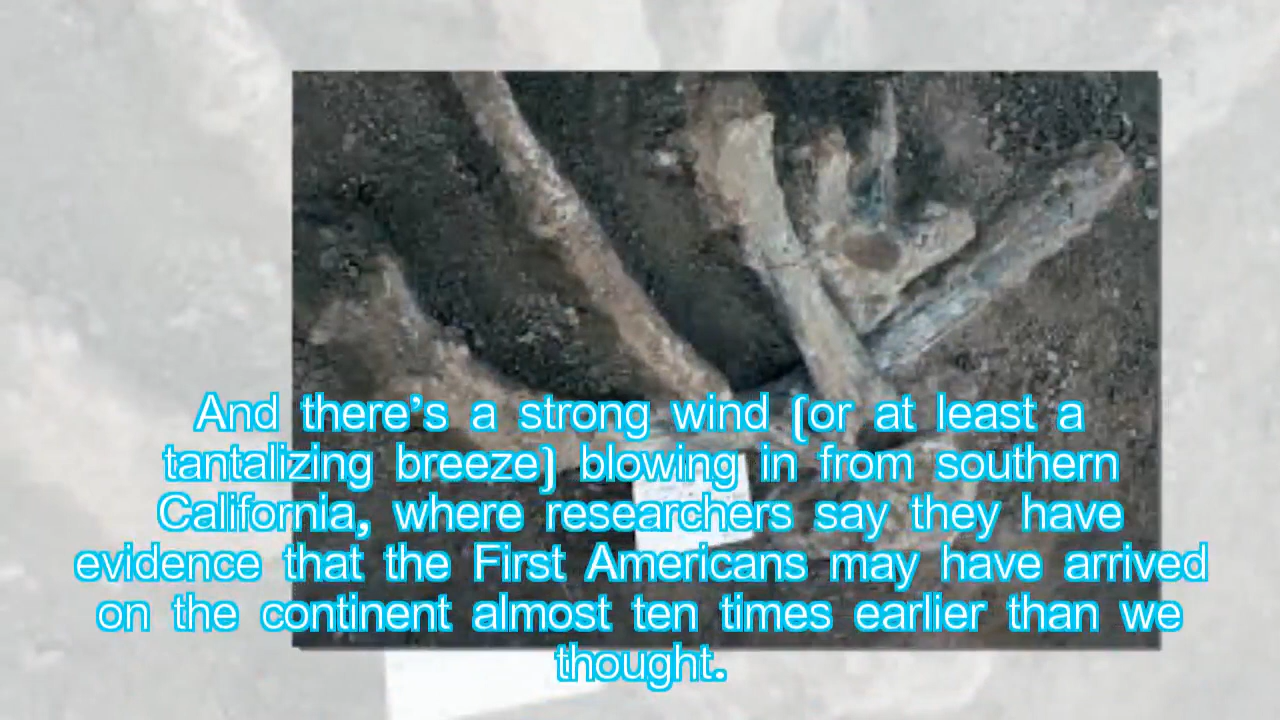 And there’s a strong wind (or at least a
tantalizing breeze) blowing in from southern
California, where researchers say they have
evidence that the First Americans may have arrived
on the continent almost ten times earlier than we
thought.